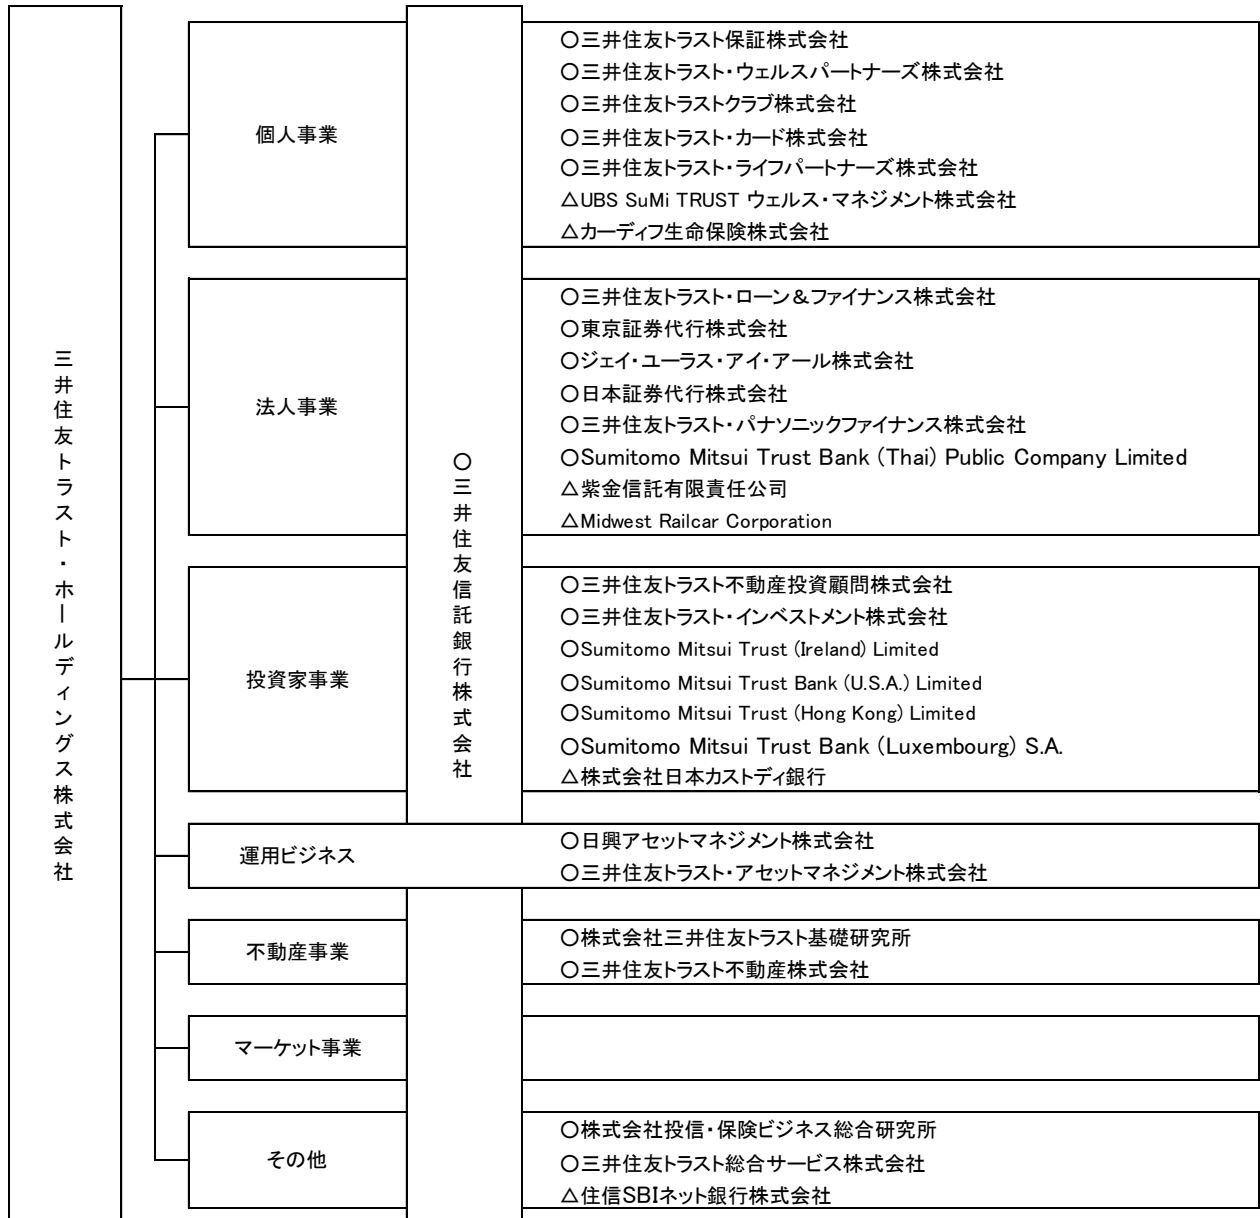 三井住友トラスト・ホールディングス株式会社
〇三井住友信託銀行株式会社
個人事業
〇三井住友トラスト保証株式会社
〇三井住友トラスト・ウェルスパートナーズ株式会社
〇三井住友トラストクラブ株式会社
〇三井住友トラスト・カード株式会社
〇三井住友トラスト・ライフパートナーズ株式会社
△UBS SuMi TRUST ウェルス・マネジメント株式会社
△カーディフ生命保険株式会社
法人事業
〇三井住友トラスト・ローン＆ファイナンス株式会社
〇東京証券代行株式会社
〇ジェイ・ユーラス・アイ・アール株式会社
〇日本証券代行株式会社
〇三井住友トラスト・パナソニックファイナンス株式会社
〇Sumitomo Mitsui Trust Bank (Thai) Public Company Limited
△紫金信託有限責任公司
△Midwest Railcar Corporation
投資家事業
〇三井住友トラスト不動産投資顧問株式会社
〇三井住友トラスト・インベストメント株式会社
〇Sumitomo Mitsui Trust (Ireland) Limited
〇Sumitomo Mitsui Trust Bank (U.S.A.) Limited
〇Sumitomo Mitsui Trust (Hong Kong) Limited
〇Sumitomo Mitsui Trust Bank (Luxembourg) S.A.
△株式会社日本カストディ銀行
運用ビジネス
〇日興アセットマネジメント株式会社
〇三井住友トラスト・アセットマネジメント株式会社
不動産事業
〇株式会社三井住友トラスト基礎研究所
〇三井住友トラスト不動産株式会社
マーケット事業
その他
〇株式会社投信・保険ビジネス総合研究所
〇三井住友トラスト総合サービス株式会社
△住信SBIネット銀行株式会社